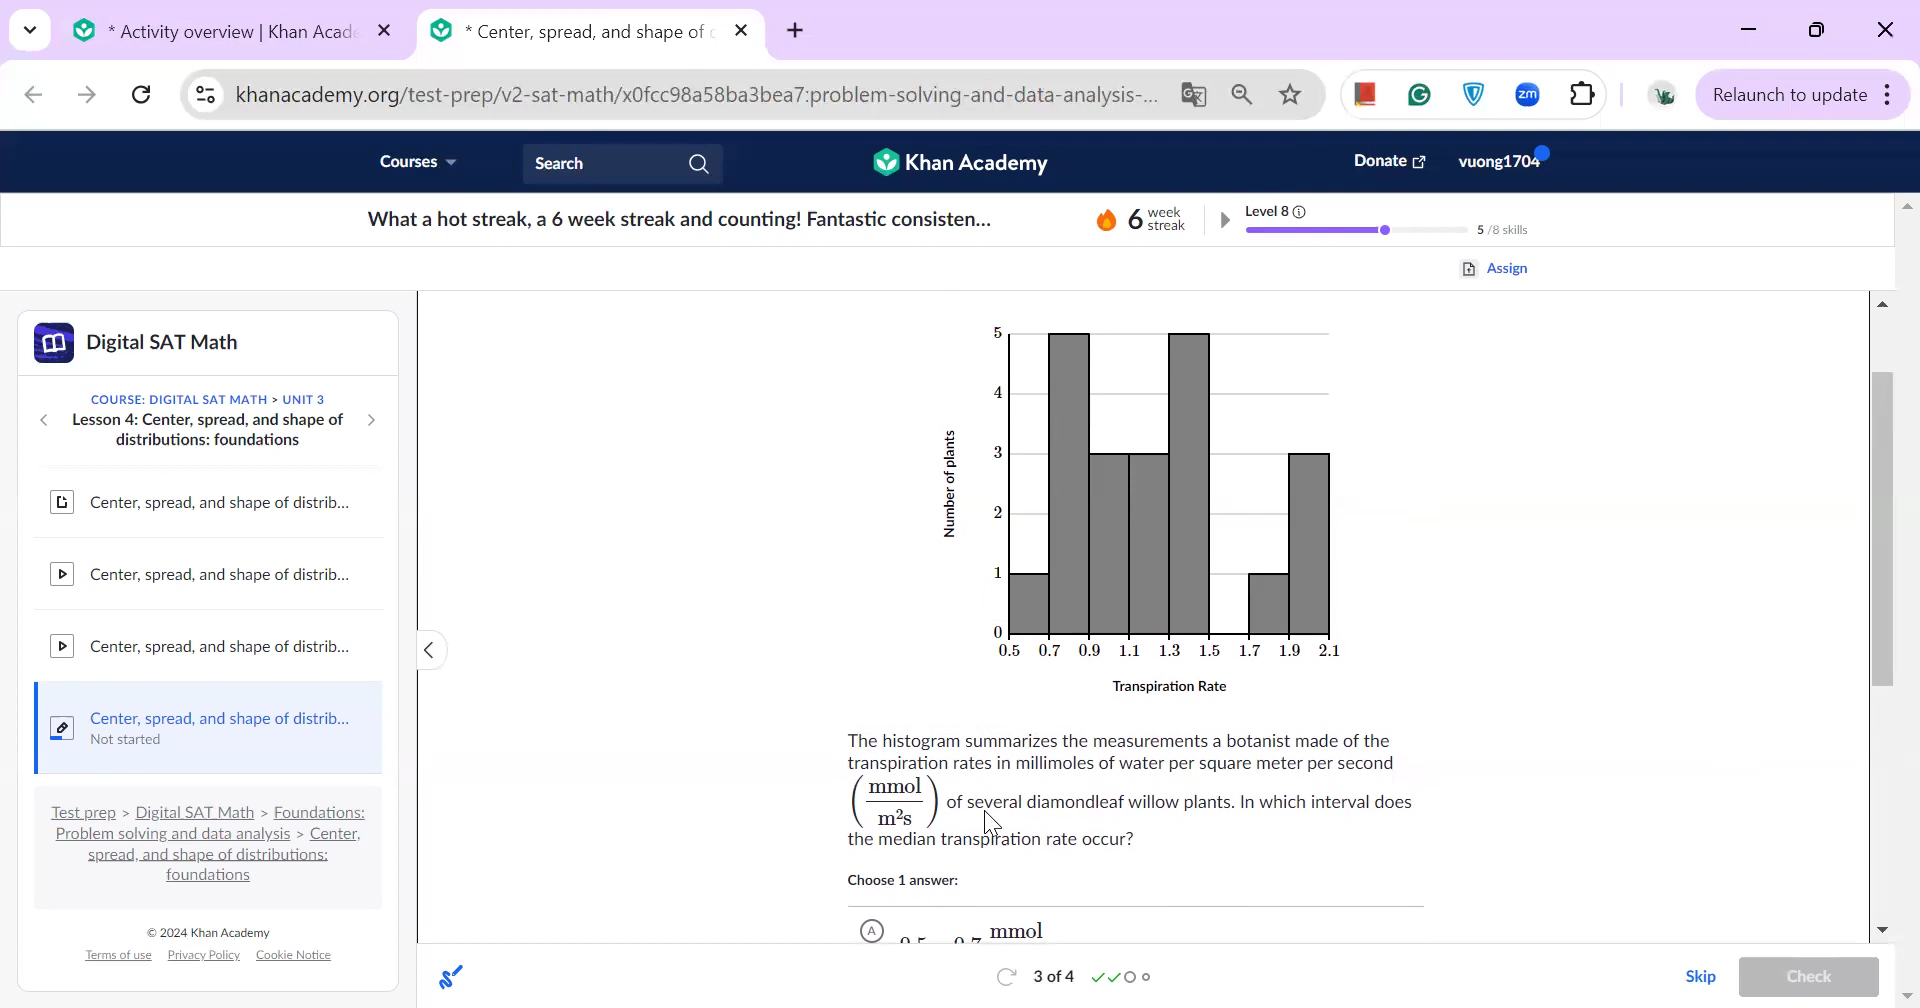 * Activity overview | Khan Acade
* Center, spread, and shape of
khanacademy.org/test-prep/v2-sat-math/x0fcc98a58ba3bea7:problem-solving-and-data-analysis-...
zm
Relaunch to update
Courses
Search
Khan Academy
Donate
vuong1704
What a hot streak, a 6 week streak and counting! Fantastic consisten...
6 week streak
Level 8
5 /8 skills
Assign
Digital SAT Math
COURSE: DIGITAL SAT MATH > UNIT 3
Lesson 4: Center, spread, and shape of
distributions: foundations
Center, spread, and shape of distrib...
Center, spread, and shape of distrib...
Center, spread, and shape of distrib...
Center, spread, and shape of distrib...
Not started
Test prep > Digital SAT Math > Foundations:
Problem solving and data analysis > Center,
spread, and shape of distributions:
foundations
© 2024 Khan Academy
Terms of use Privacy Policy Cookie Notice
5
4
3
2
1
0
Number of plants
0.5 0.7 0.9 1.1 1.3 1.5 1.7 1.9 2.1
Transpiration Rate
The histogram summarizes the measurements a botanist made of the
transpiration rates in millimoles of water per square meter per second
(mmol/m²s) of several diamondleaf willow plants. In which interval does
the median transpiration rate occur?
Choose 1 answer:
A
mmol
3 of 4
Skip
Check